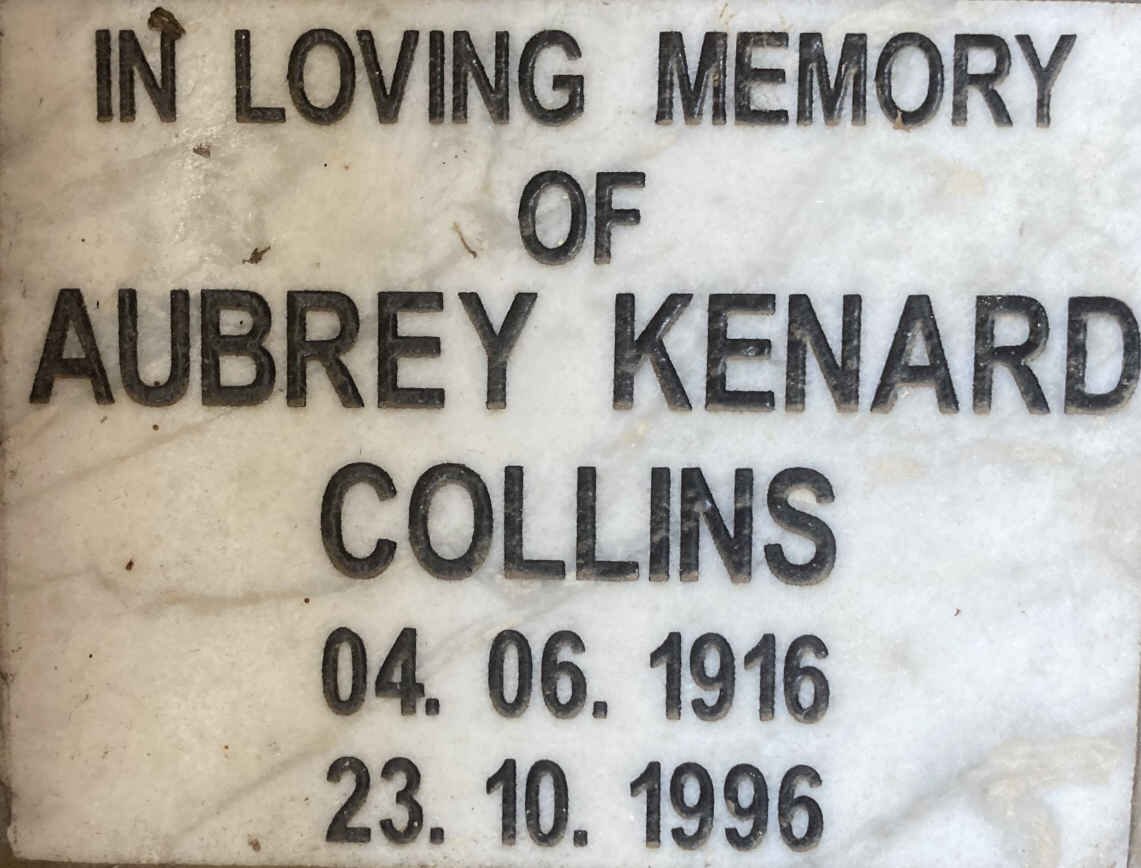 IN LOVING MEMORY
OF
AUBREY KENARD
COLLINS
04. 06. 1916
23. 10. 1996